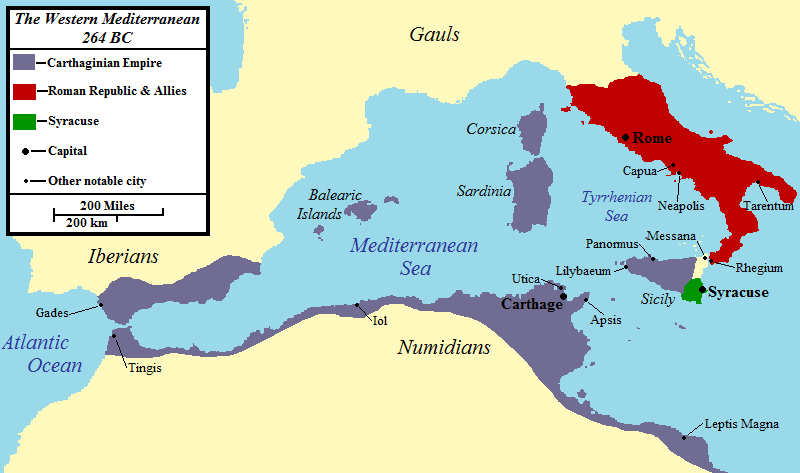 The Western Mediterranean
264 BC
Carthaginian Empire
Roman Republic & Allies
Syracuse
Capital
Other notable city
200 Miles
200 km
Gauls
Corsica
Rome
Capua
Sardinia
Balearic
Islands
Tyrrhenian
Sea
Neapolis
Tarentum
Mediterranean
Sea
Panomus
Messana
Iberians
Utica
Lilybaeum
Rhegium
Gades
Carthage
Sicily
Syracuse
Iol
Apsis
Atlantic
Ocean
Tingis
Numidians
Leptis Magna